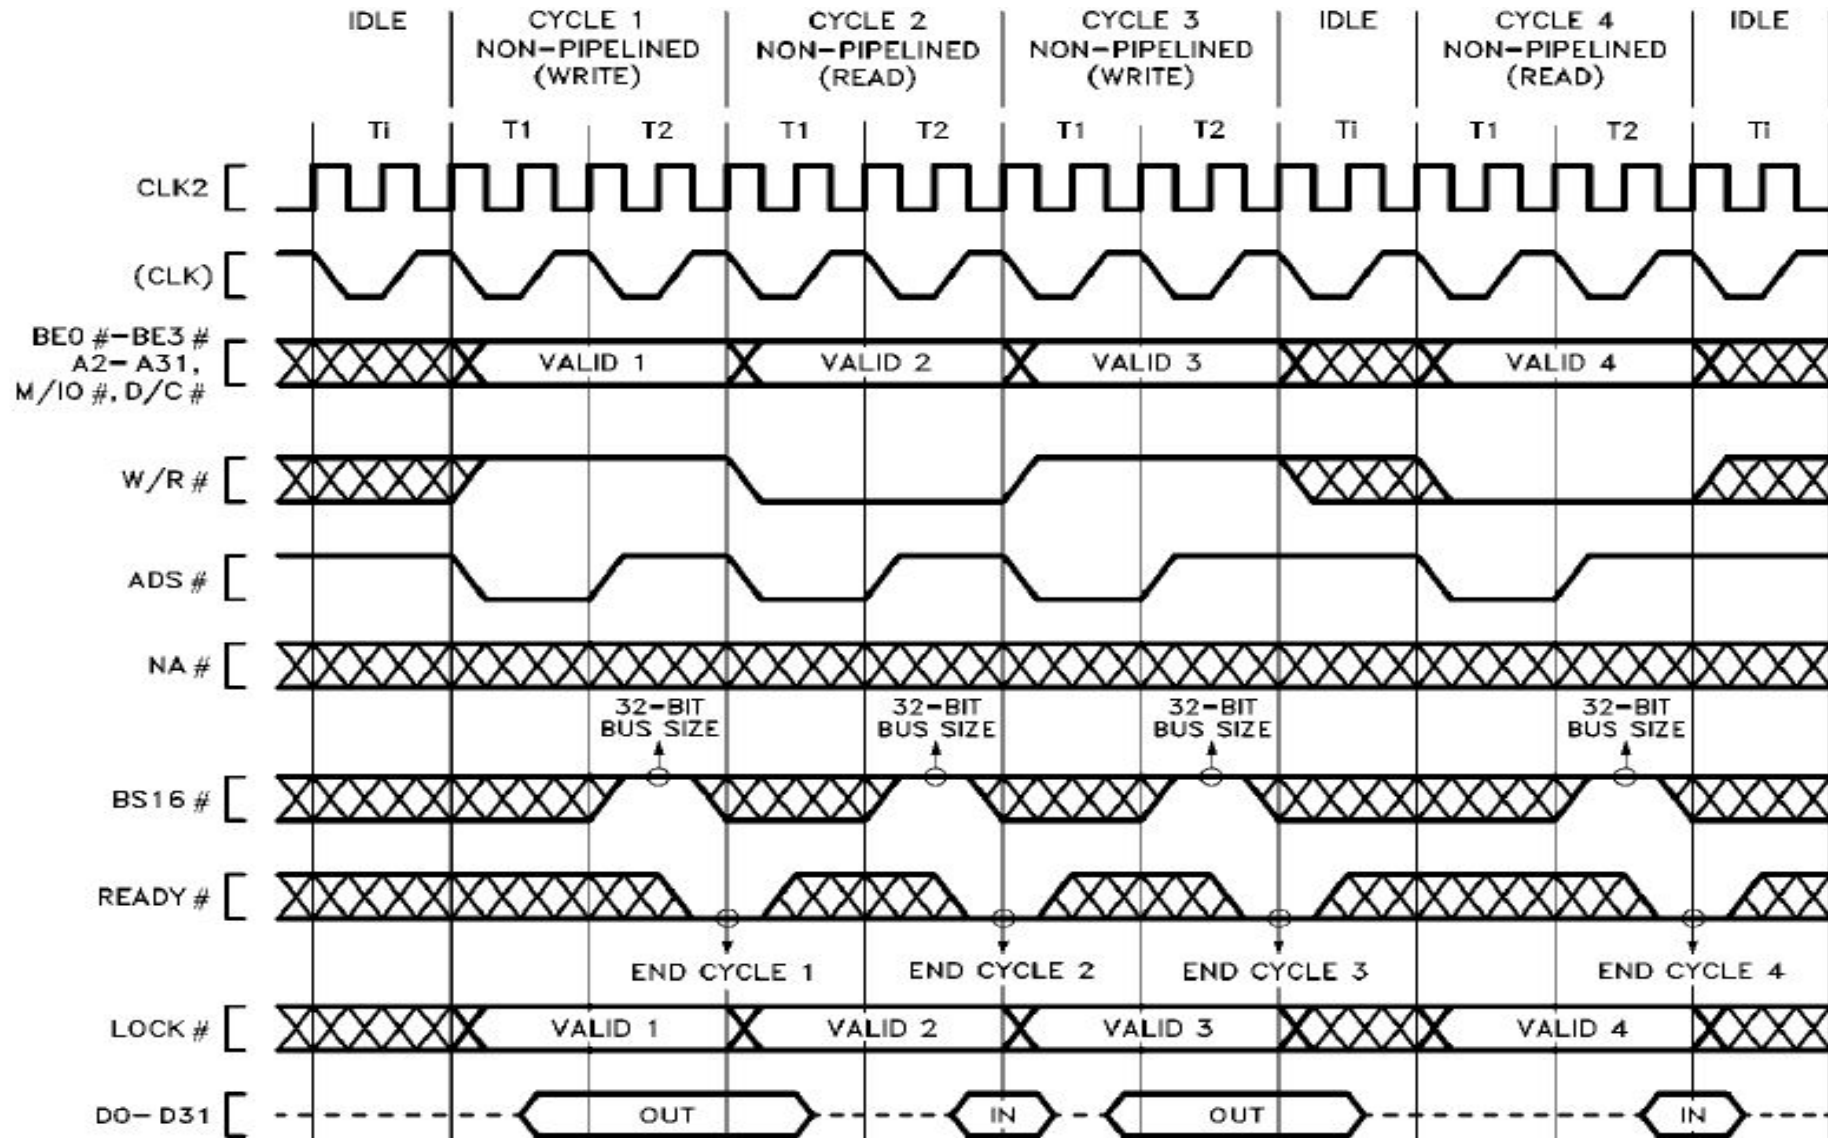 IDLE CYCLE 1 CYCLE 2 CYCLE 3 IDLE CYCLE 4 IDLE
NON-PIPELINED NON-PIPELINED NON-PIPELINED NON-PIPELINED
(WRITE) (READ) (WRITE) (READ)
Ti T1 T2 T1 T2 T1 T2 Ti T1 T2 Ti
CLK2
(CLK)
BE0 #-BE3 #
A2-A31,
M/IO #, D/C #
VALID 1 VALID 2 VALID 3 VALID 4
W/R #
ADS #
NA #
32-BIT 32-BIT 32-BIT 32-BIT
BUS SIZE BUS SIZE BUS SIZE BUS SIZE
BS16 #
READY #
END CYCLE 1 END CYCLE 2 END CYCLE 3 END CYCLE 4
LOCK # VALID 1 VALID 2 VALID 3 VALID 4
D0-D31 OUT IN OUT IN